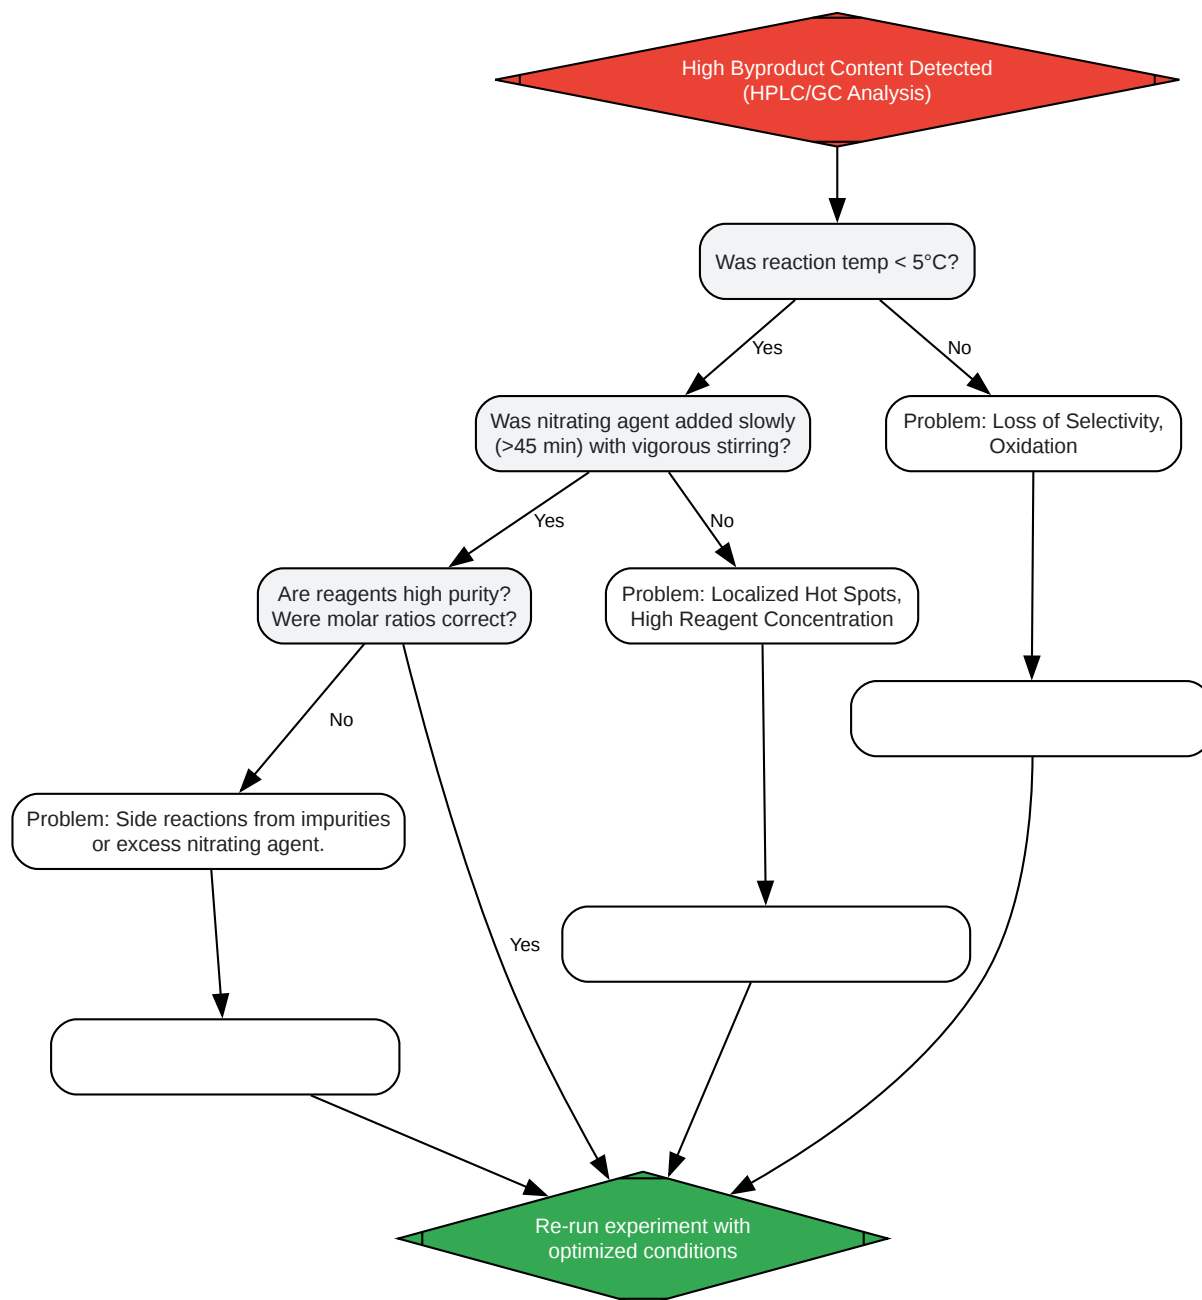 High Byproduct Content Detected
(HPLC/GC Analysis)
Was reaction temp < 5°C?
Yes
No
Was nitrating agent added slowly
(>45 min) with vigorous stirring?
Problem: Loss of Selectivity,
Oxidation
Yes
No
Are reagents high purity?
Were molar ratios correct?
Problem: Localized Hot Spots,
High Reagent Concentration
No
Problem: Side reactions from impurities
or excess nitrating agent.
Yes
Re-run experiment with
optimized conditions